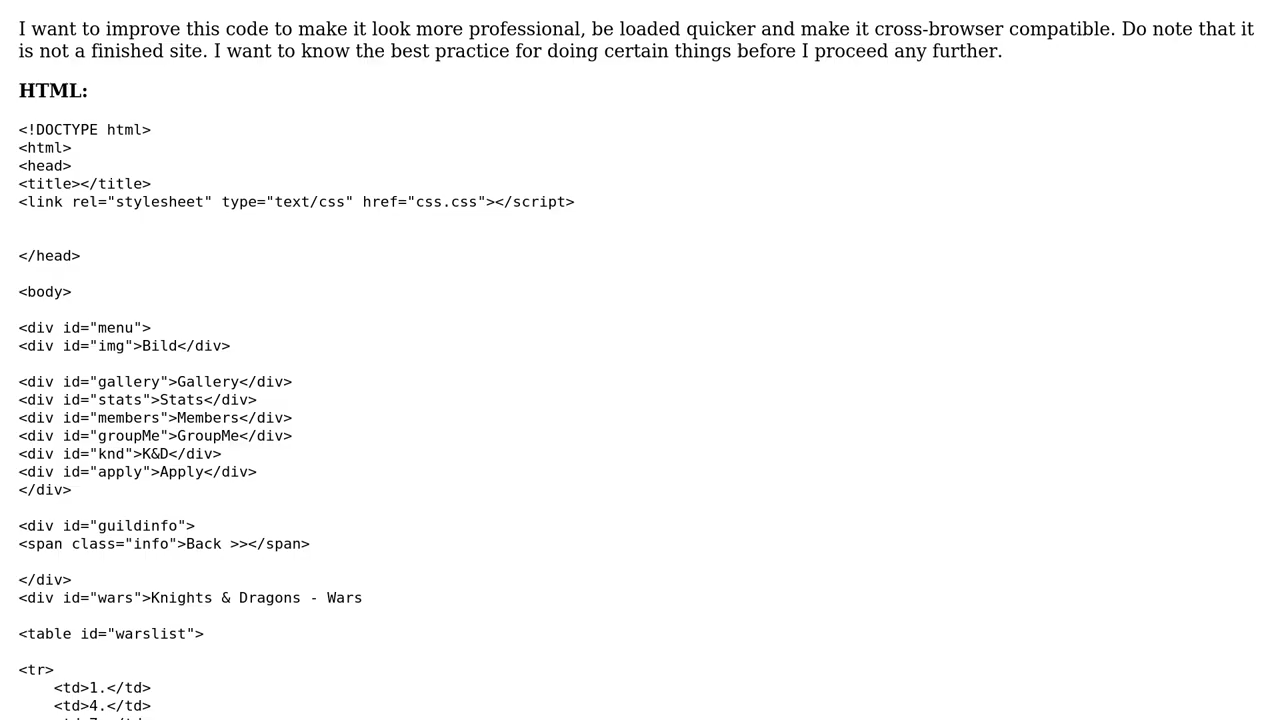 I want to improve this code to make it look more professional, be loaded quicker and make it cross-browser compatible. Do note that it
is not a finished site. I want to know the best practice for doing certain things before I proceed any further.
HTML:
<!DOCTYPE html>
<html>
<head>
<title></title>
<link rel="stylesheet" type="text/css" href="css.css"></script>
</head>
<body>
<div id="menu">
<div id="img">Bild</div>
<div id="gallery">Gallery</div>
<div id="stats">Stats</div>
<div id="members">Members</div>
<div id="groupMe">GroupMe</div>
<div id="knd">K&D</div>
<div id="apply">Apply</div>
</div>
<div id="guildinfo">
<span class="info">Back >></span>
</div>
<div id="wars">Knights & Dragons - Wars
<table id="warslist">
<tr>
    <td>1.</td>
    <td>4.</td>